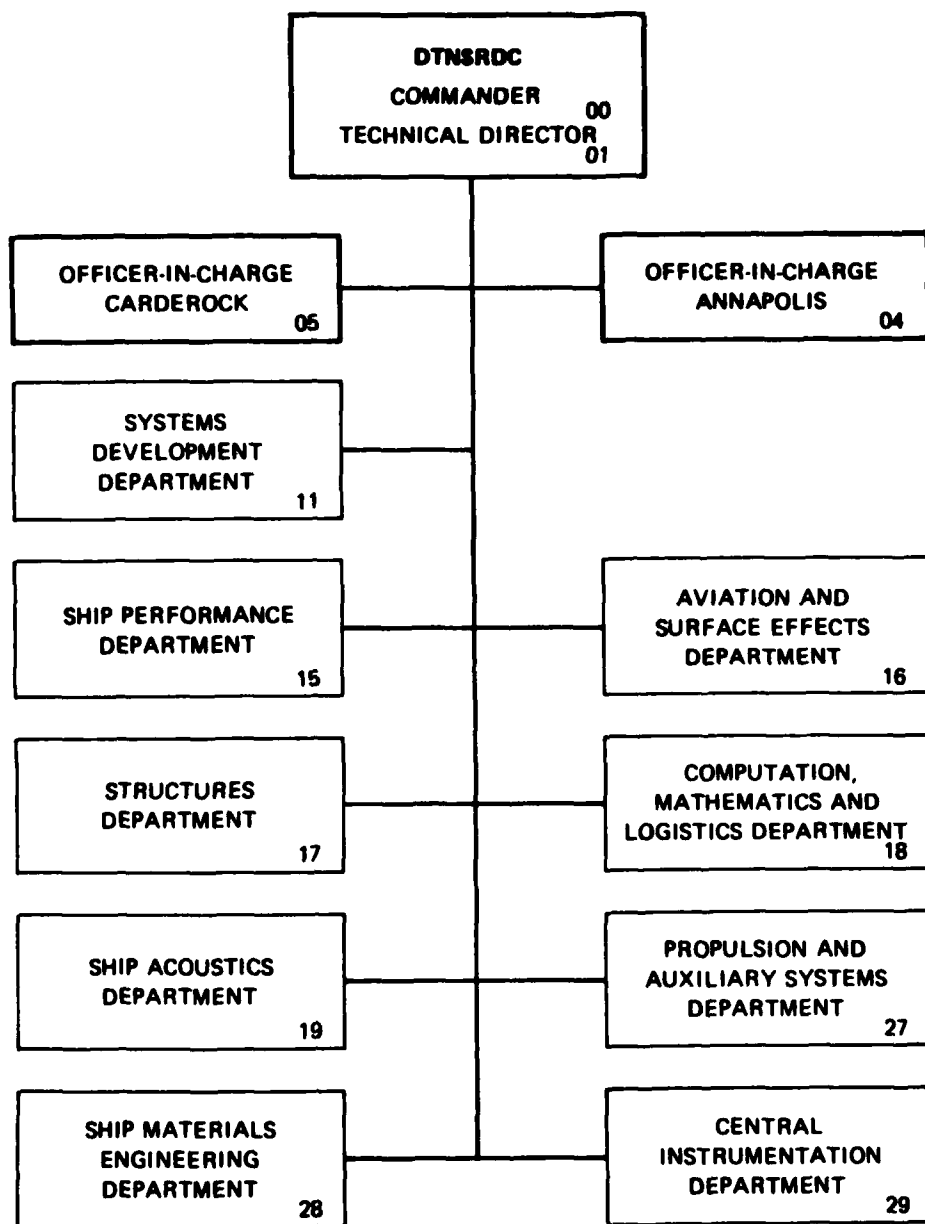 DTNSRDC
COMMANDER
00
TECHNICAL DIRECTOR
01
OFFICER-IN-CHARGE
CARDEROCK
05
OFFICER-IN-CHARGE
ANNAPOLIS
04
SYSTEMS
DEVELOPMENT
DEPARTMENT
11
SHIP PERFORMANCE
DEPARTMENT
15
AVIATION AND
SURFACE EFFECTS
DEPARTMENT
16
STRUCTURES
DEPARTMENT
17
COMPUTATION,
MATHEMATICS AND
LOGISTICS DEPARTMENT
18
SHIP ACOUSTICS
DEPARTMENT
19
PROPULSION AND
AUXILIARY SYSTEMS
DEPARTMENT
27
SHIP MATERIALS
ENGINEERING
DEPARTMENT
28
CENTRAL
INSTRUMENTATION
DEPARTMENT
29